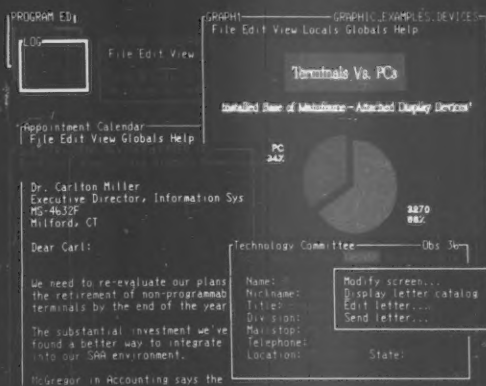 PROGRAM ED
LOG
File Edit View
GRAPH1
GRAPHIC_EXAMPLES.DEVICES
File Edit View Locals Globals Help
Terminals Vs. PCs
Installed Base of Mainframe - Attached Display Devices*
PC
34%
3270
66%
Appointment Calendar
File Edit View Globals Help
Dr. Carlton Miller
Executive Director, Information Sys
MS-4632F
Milford, CT
Dear Carl:
We need to re-evaluate our plans
the retirement of non-programmab
terminals by the end of the year
The substantial investment we've
found a better way to integrate
into our SAA environment.
McGregor in Accounting says the
Technology Committee
Obs 36
Name:
Nickname:
Title:
Division:
Mailstop:
Telephone:
Location:
State:
Modify screen...
Display letter catalog
Edit letter...
Send letter...